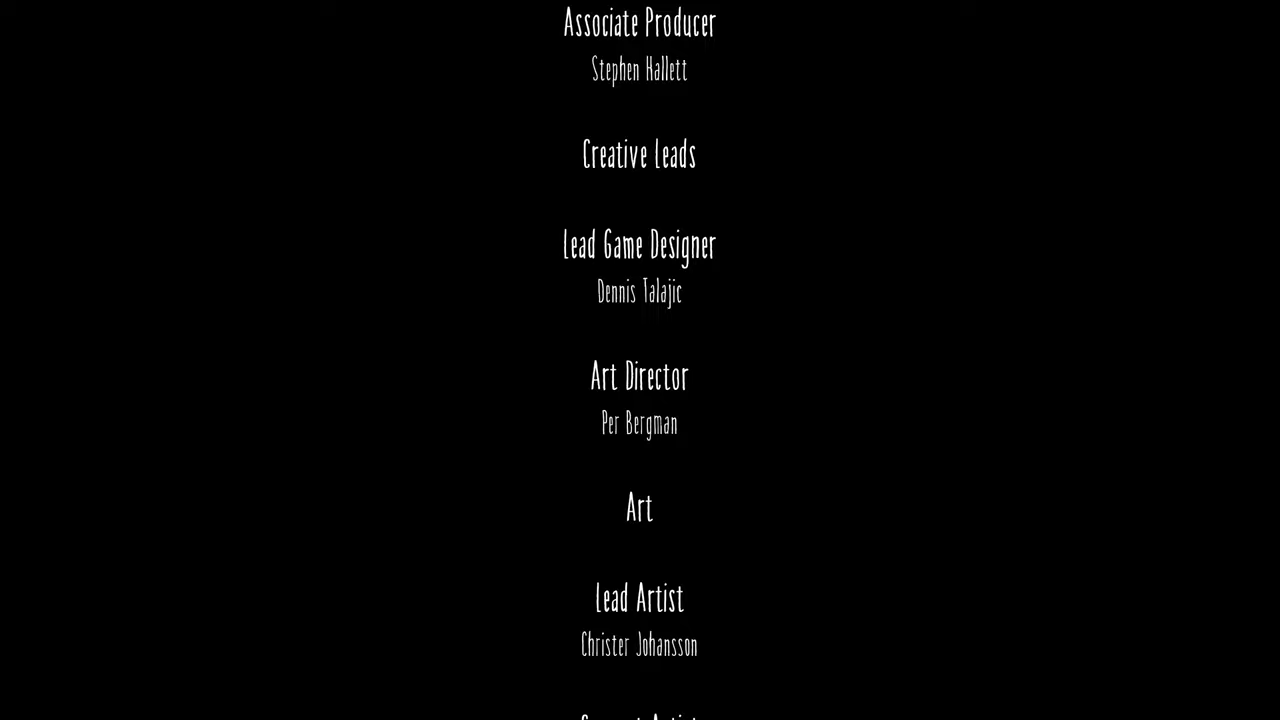 Associate Producer
Stephen Hallett
Creative Leads
Lead Game Designer
Dennis Talajic
Art Director
Per Bergman
Art
Lead Artist
Christer Johansson